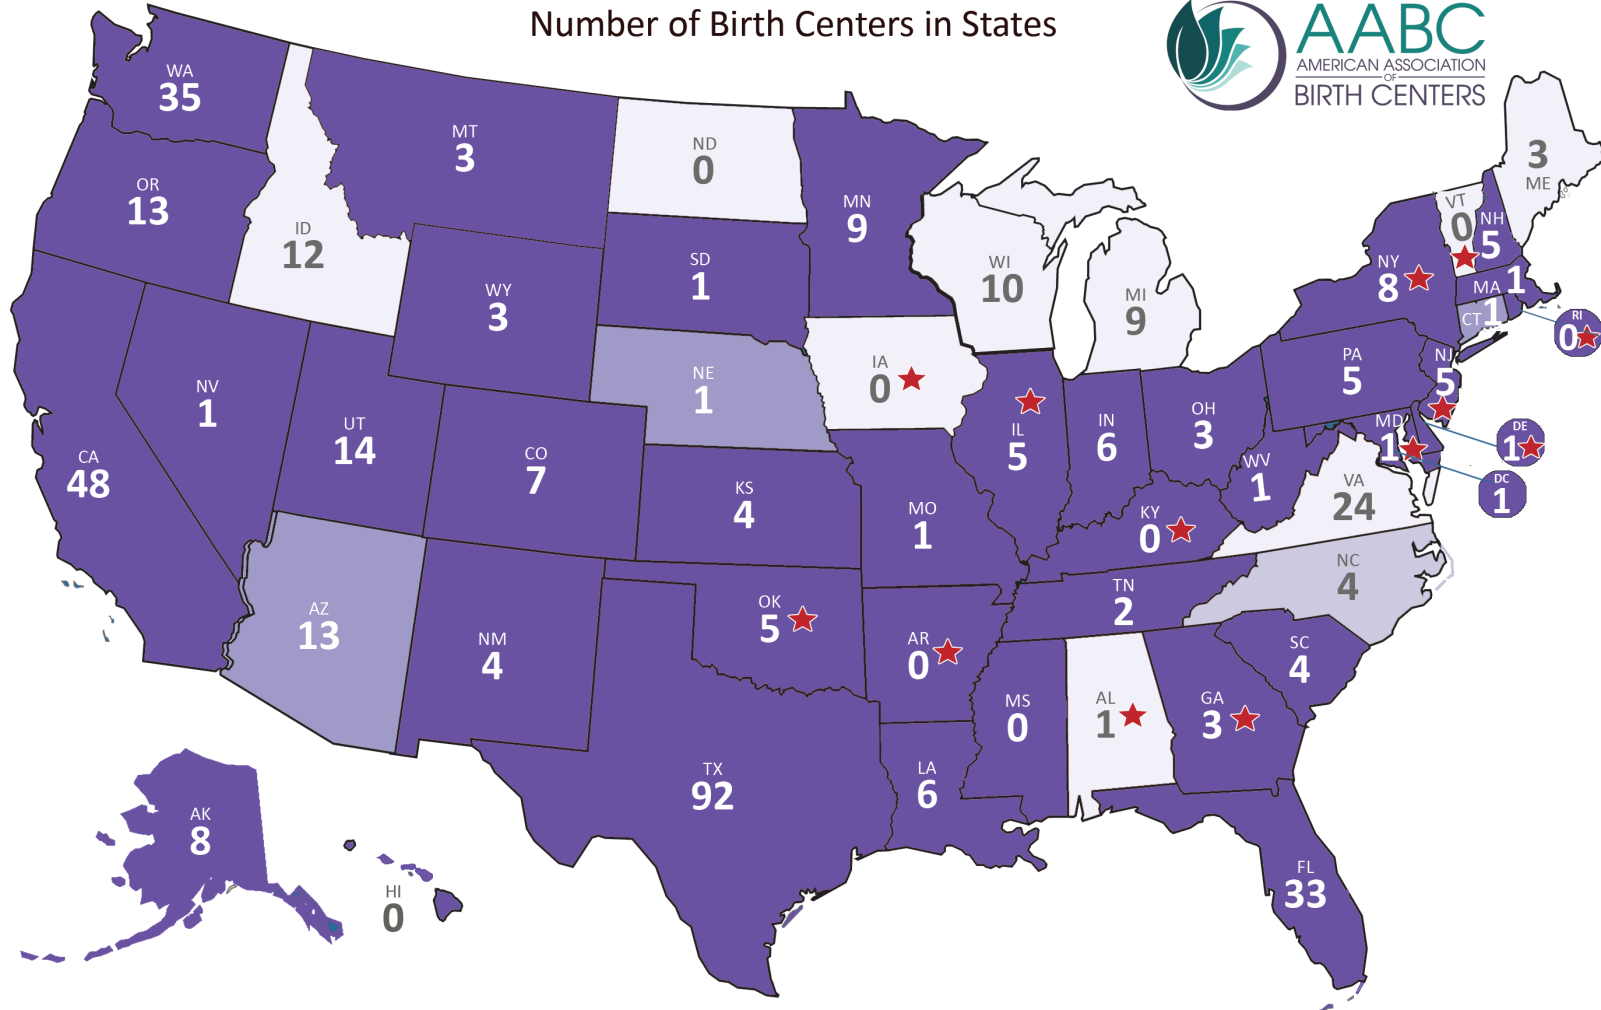 Number of Birth Centers in States
AABC
AMERICAN ASSOCIATION
OF
BIRTH CENTERS
WA
35
MT
3
ND
0
3
ME
OR
13
ID
12
MN
9
VT
0
NH
5
SD
1
WI
10
NY
8
WY
3
MI
9
MA
1
CT
1
RI
0
NV
1
NE
1
IA
0
PA
5
NJ
5
UT
14
CO
7
IL
5
IN
6
OH
3
MD
1
DE
1
CA
48
KS
4
MO
1
WV
1
VA
24
DC
1
KY
0
AZ
13
NM
4
OK
5
AR
0
TN
2
NC
4
SC
4
MS
0
AL
1
GA
3
TX
92
LA
6
AK
8
HI
0
FL
33